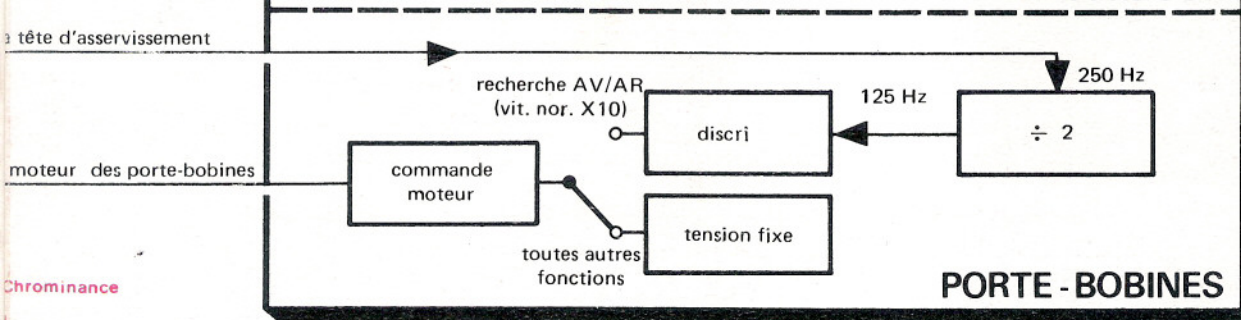 tête d'asservissement
250 Hz
recherche AV/AR
(vit. nor. X10)
125 Hz
discri
÷ 2
moteur des porte-bobines
commande
moteur
tension fixe
toutes autres
fonctions
Chrominance
PORTE-BOBINES